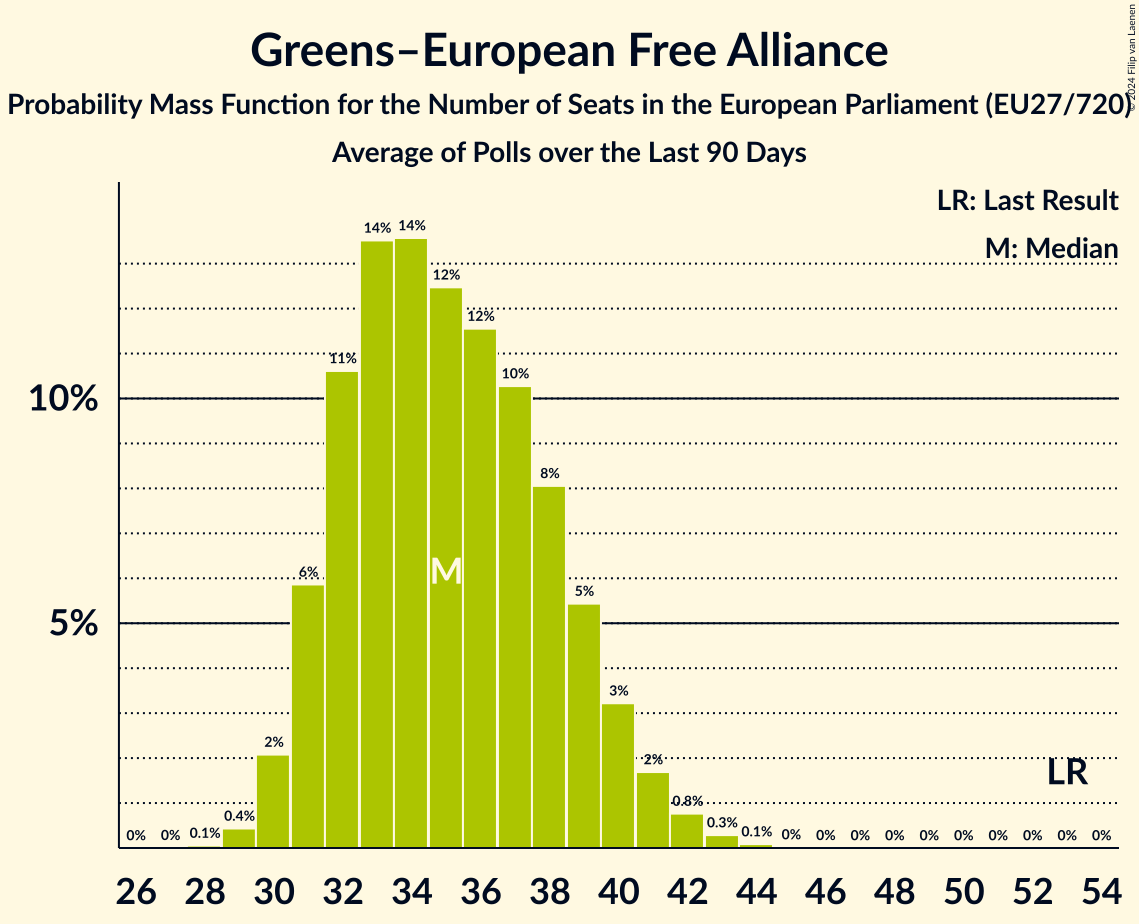 Greens–European Free Alliance
Probability Mass Function for the Number of Seats in the European Parliament (EU27/720)
Average of Polls over the Last 90 Days
© 2024 Filip van Laenen
LR: Last Result
M: Median
10%
5%
0% 0% 0.1% 0.4% 2% 6% 11% 14% 14% 12% 12% 10% 8% 5% 3% 2% 0.8% 0.3% 0.1% 0% 0% 0% 0% 0% 0% 0% 0% 0% 0%
M
LR
26 28 30 32 34 36 38 40 42 44 46 48 50 52 54